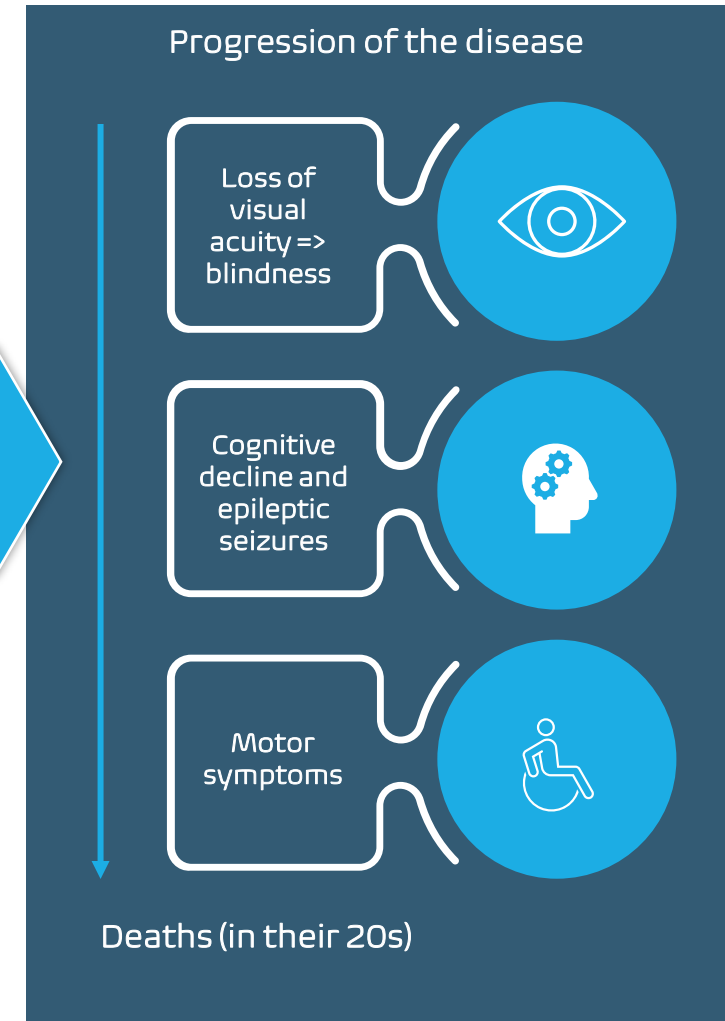 Progression of the disease
Loss of
visual
acuity =>
blindness
Cognitive
decline and
epileptic
seizures
Motor
symptoms
Deaths (in their 20s)